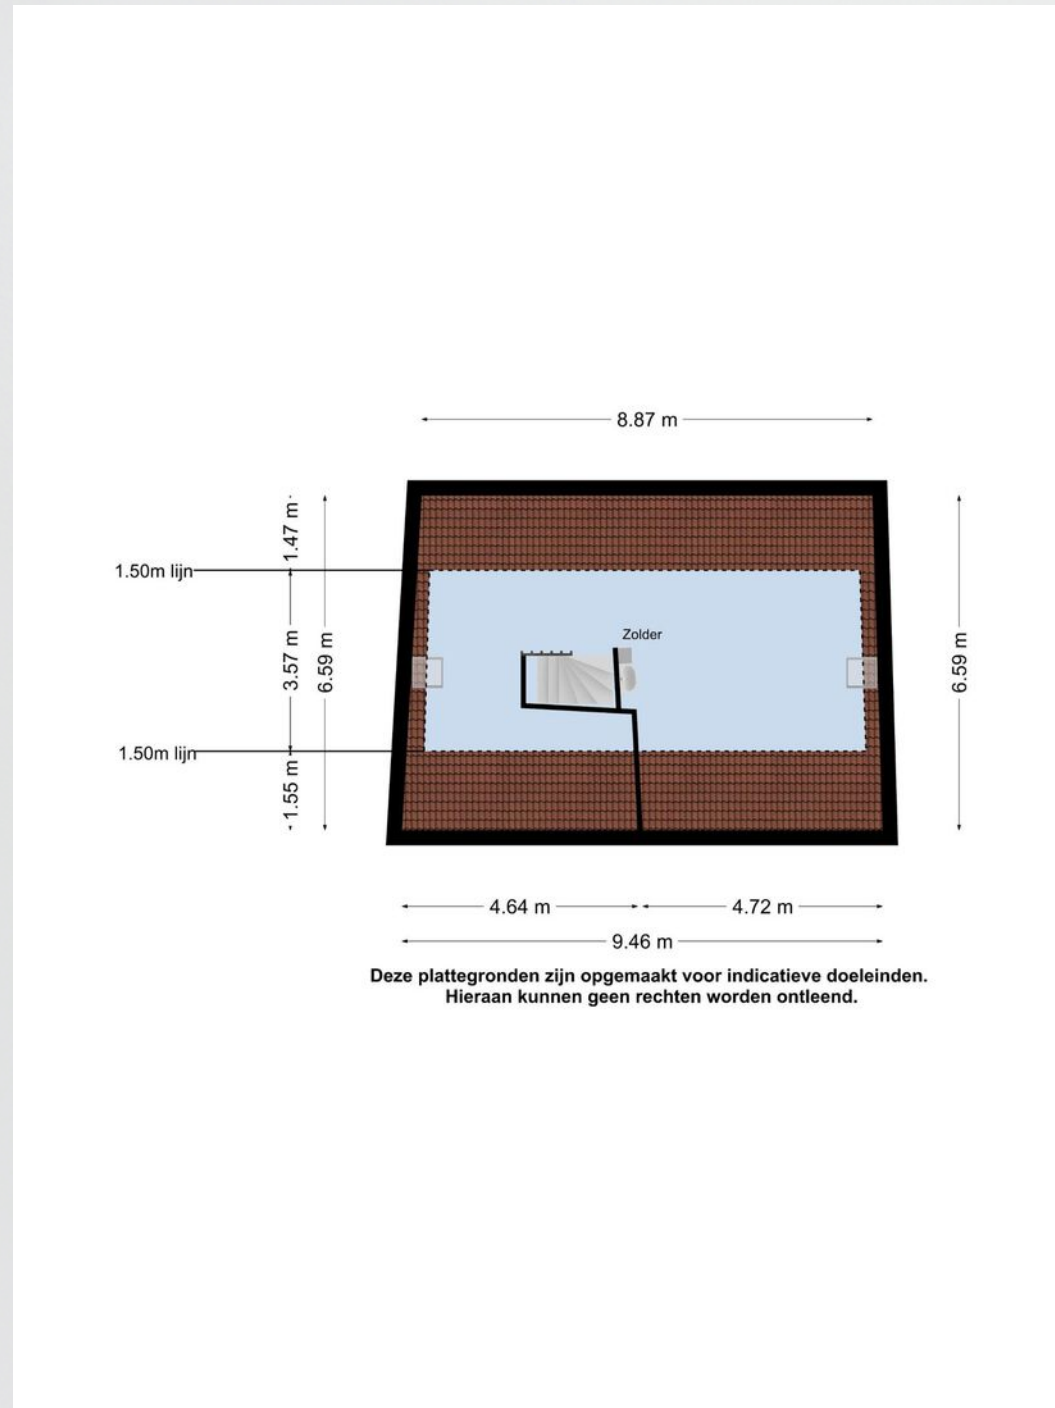 8.87 m
1.47 m
1.50m lijn
Zolder
3.57 m
6.59 m
6.59 m
1.50m lijn
1.55 m
4.64 m
4.72 m
9.46 m
Deze plattegronden zijn opgemaakt voor indicatieve doeleinden.
Hieraan kunnen geen rechten worden ontleend.